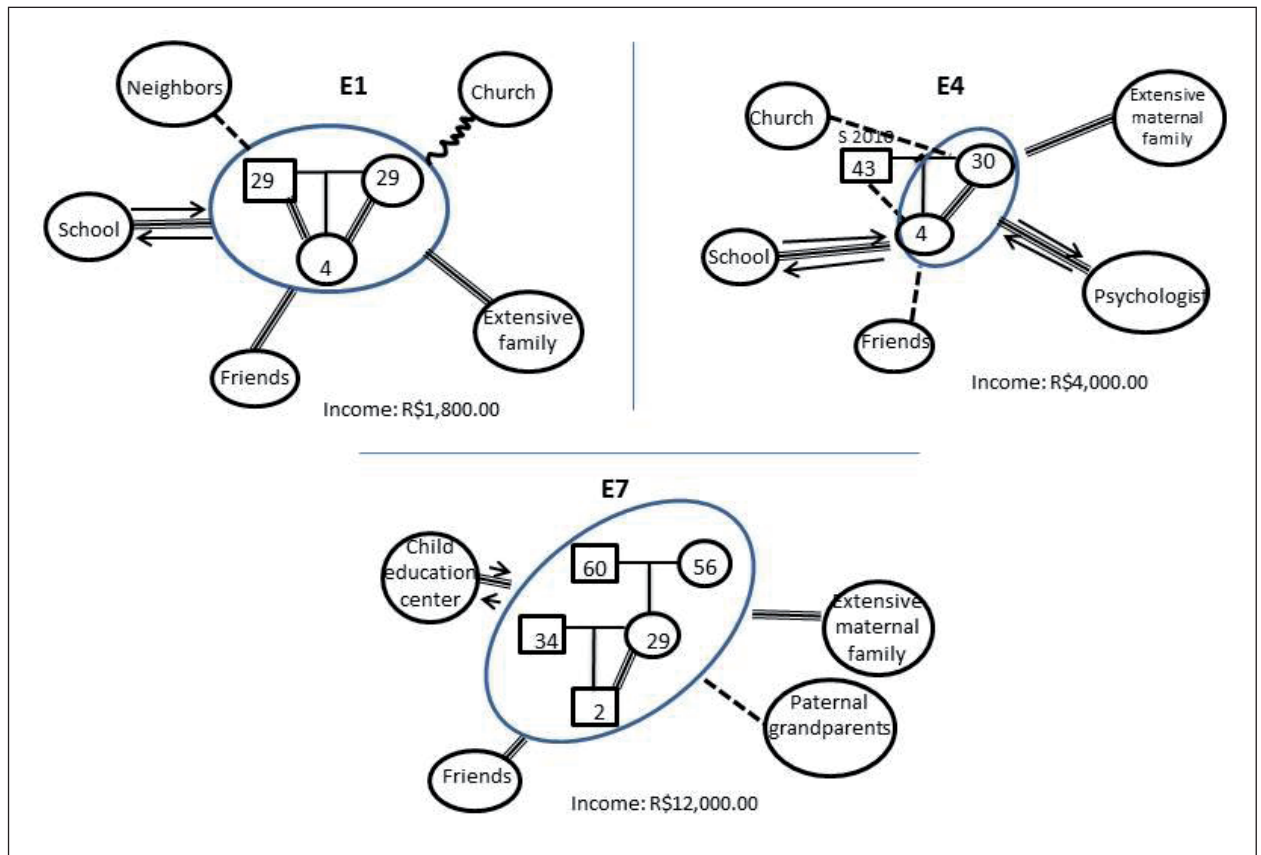 E1
Neighbors
Church
29
29
School
4
Extensive
family
Friends
Income: R$1,800.00
E4
Church
Extensive
maternal
family
S 2010
43
30
4
School
Psychologist
Friends
Income: R$4,000.00
E7
Child
education
center
60
56
34
29
2
Extensive
maternal
family
Paternal
grandparents
Friends
Income: R$12,000.00